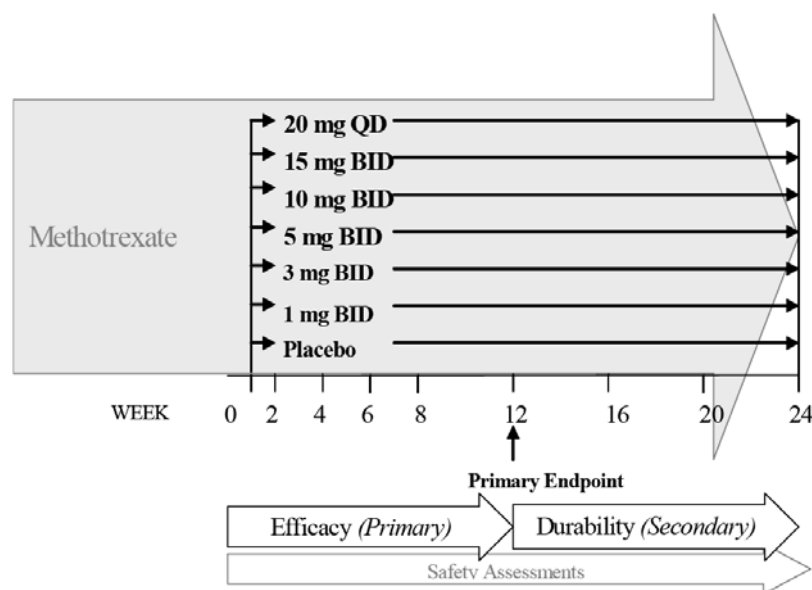 20 mg QD
15 mg BID
10 mg BID
Methotrexate
5 mg BID
3 mg BID
1 mg BID
Placebo
WEEK 0 2 4 6 8 12 16 20 24
Primary Endpoint
Efficacy (Primary) Durability (Secondary)
Safety Assessments